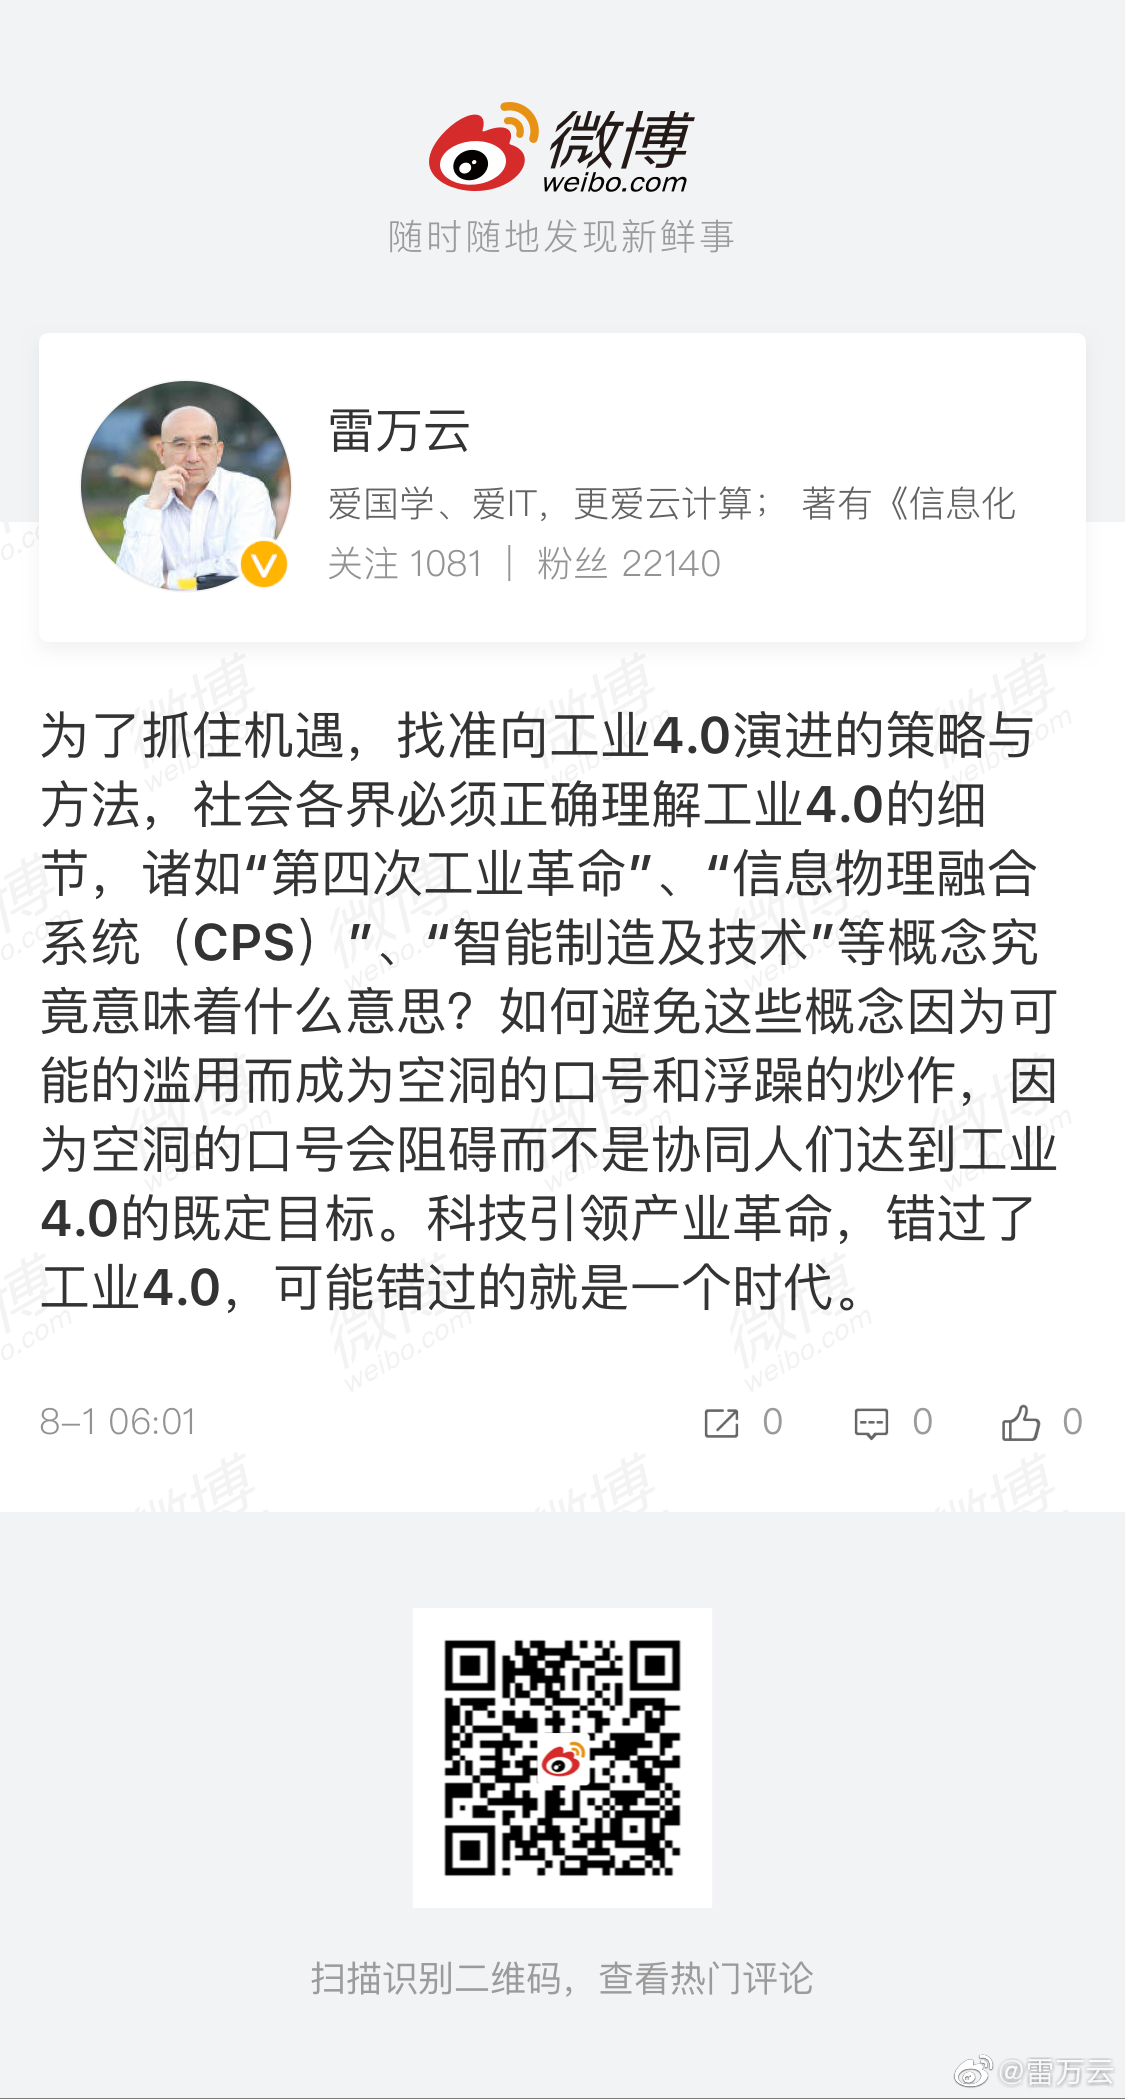 微博
weibo.com
随时随地发现新鲜事
雷万云
爱国学、爱IT，更爱云计算； 著有《信息化
关注 1081 | 粉丝 22140
为了抓住机遇，找准向工业4.0演进的策略与
方法，社会各界必须正确理解工业4.0的细
节，诸如“第四次工业革命”、“信息物理融合
系统（CPS）”、“智能制造及技术”等概念究
竟意味着什么意思？如何避免这些概念因为可
能的滥用而成为空洞的口号和浮躁的炒作，因
为空洞的口号会阻碍而不是协同人们达到工业
4.0的既定目标。科技引领产业革命，错过了
工业4.0，可能错过的就是一个时代。
8-1 06:01 0 0 0
扫描识别二维码，查看热门评论
@雷万云